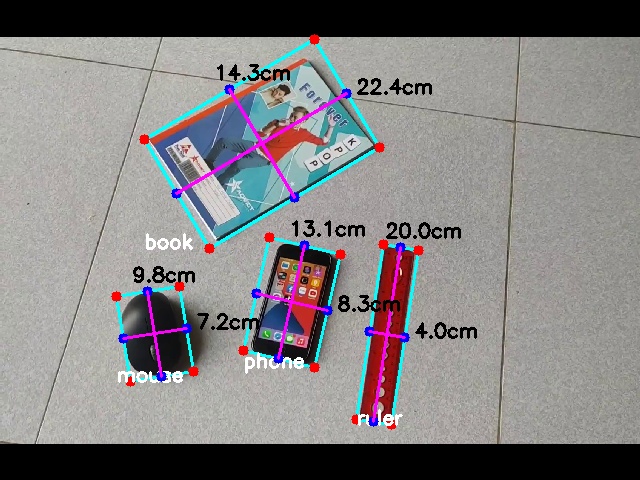 14.3cm
22.4cm
Forever
K
POP
book
13.1cm
20.0cm
9.8cm
8.3cm
7.2cm
4.0cm
phone
mouse
ruler